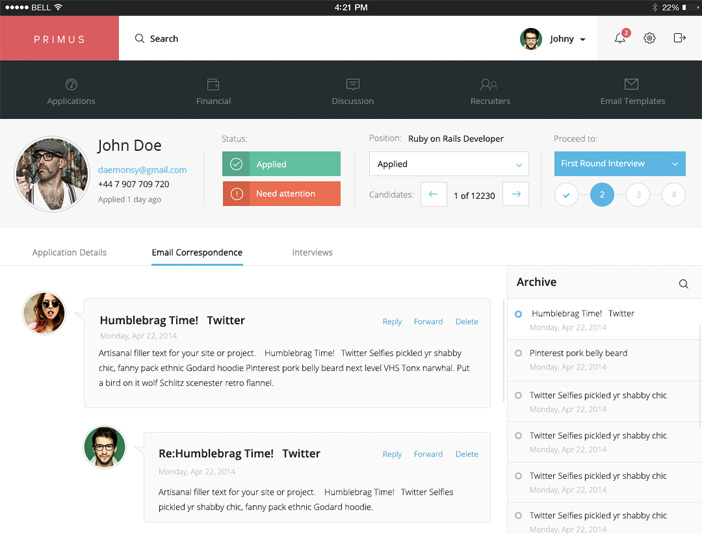 BELL 4:21 PM 22%
PRIMUS Search Johny 2
Applications Financial Discussion Recruiters Email Templates
John Doe
daemonsy@gmail.com
+44 7 907 709 720
Applied 1 day ago
Status:
Applied
Need attention
Position: Ruby on Rails Developer
Applied
Candidates: 1 of 12230
Proceed to:
First Round Interview
2 3 4
Application Details Email Correspondence Interviews
Humblebrag Time! Twitter Reply Forward Delete
Monday, Apr 22, 2014
Artisanal filler text for your site or project. Humblebrag Time! Twitter Selfies pickled yr shabby
chic, fanny pack ethnic Godard hoodie Pinterest pork belly beard next level VHS Tonx narwhal. Put
a bird on it wolf Schlitz scenester retro flannel.
Re:Humblebrag Time! Twitter Reply Forward Delete
Monday, Apr 22, 2014
Artisanal filler text for your site or project. Humblebrag Time! Twitter Selfies
pickled yr shabby chic, fanny pack ethnic Godard hoodie.
Archive
Humblebrag Time! Twitter
Monday, Apr 22, 2014
Pinterest pork belly beard
Monday, Apr 22, 2014
Twitter Selfies pickled yr shabby chic
Monday, Apr 22, 2014
Twitter Selfies pickled yr shabby chic
Monday, Apr 22, 2014
Twitter Selfies pickled yr shabby chic
Monday, Apr 22, 2014
Twitter Selfies pickled yr shabby chic
Monday, Apr 22, 2014